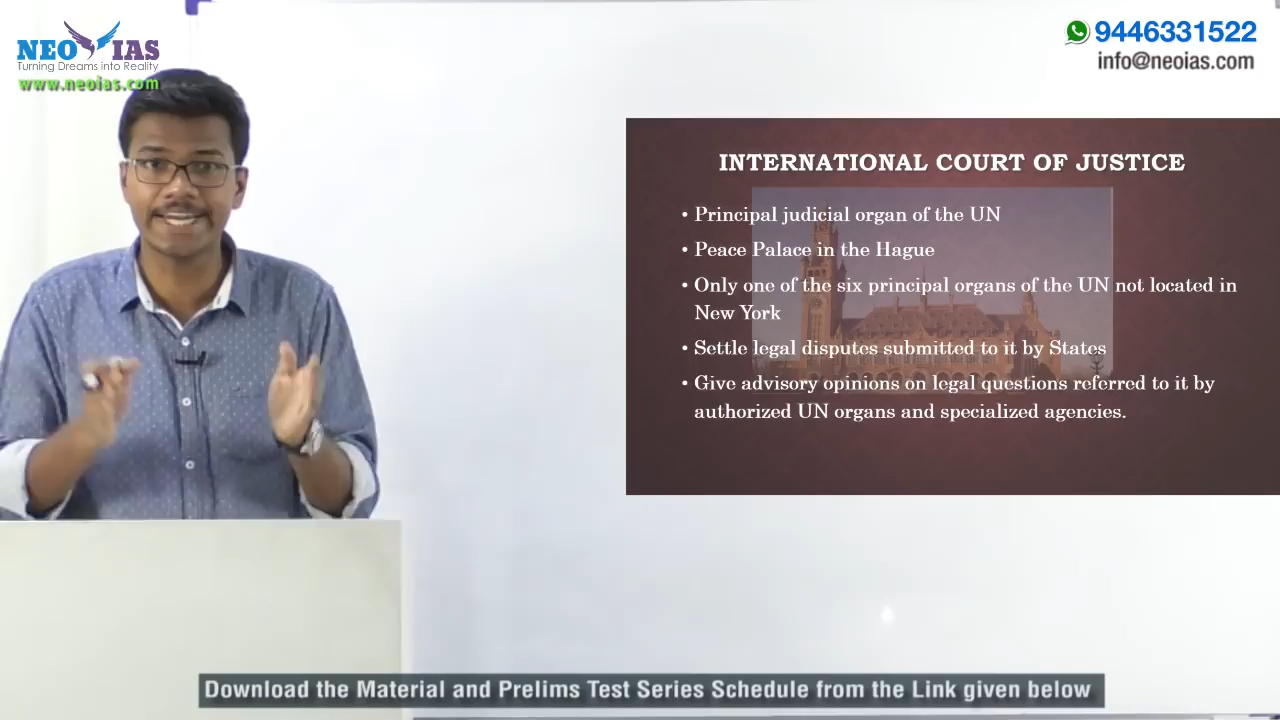 NEO IAS
Turning Dreams into Reality
www.neoias.com
9446331522
info@neoias.com
INTERNATIONAL COURT OF JUSTICE
• Principal judicial organ of the UN
• Peace Palace in the Hague
• Only one of the six principal organs of the UN not located in
New York
• Settle legal disputes submitted to it by States
• Give advisory opinions on legal questions referred to it by
authorized UN organs and specialized agencies.
Download the Material and Prelims Test Series Schedule from the Link given below